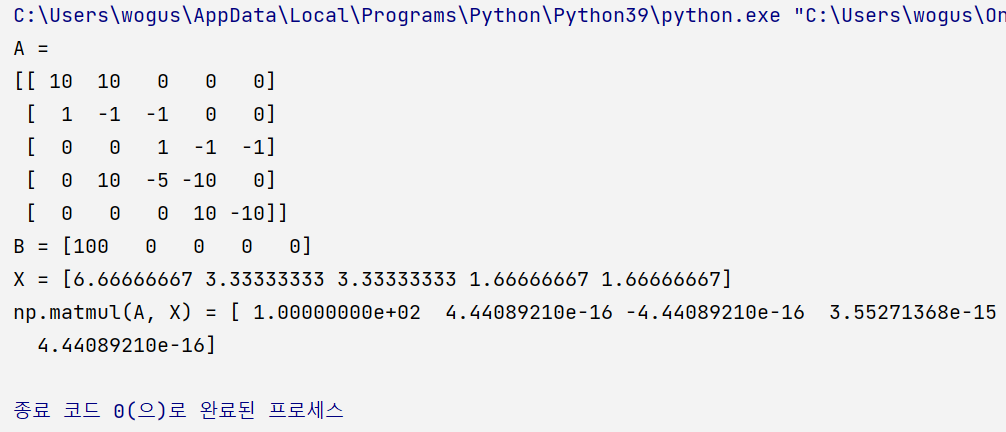 C:\Users\wogus\AppData\Local\Programs\Python\Python39\python.exe "C:\Users\wogus\On
A =
[[ 10  10   0   0   0]
 [  1  -1  -1   0   0]
 [  0   0   1  -1  -1]
 [  0  10  -5 -10   0]
 [  0   0   0  10 -10]]
B = [100   0   0   0   0]
X = [6.66666667 3.33333333 3.33333333 1.66666667 1.66666667]
np.matmul(A, X) = [ 1.00000000e+02  4.44089210e-16 -4.44089210e-16  3.55271368e-15
  4.44089210e-16]
종료 코드 0(으)로 완료된 프로세스